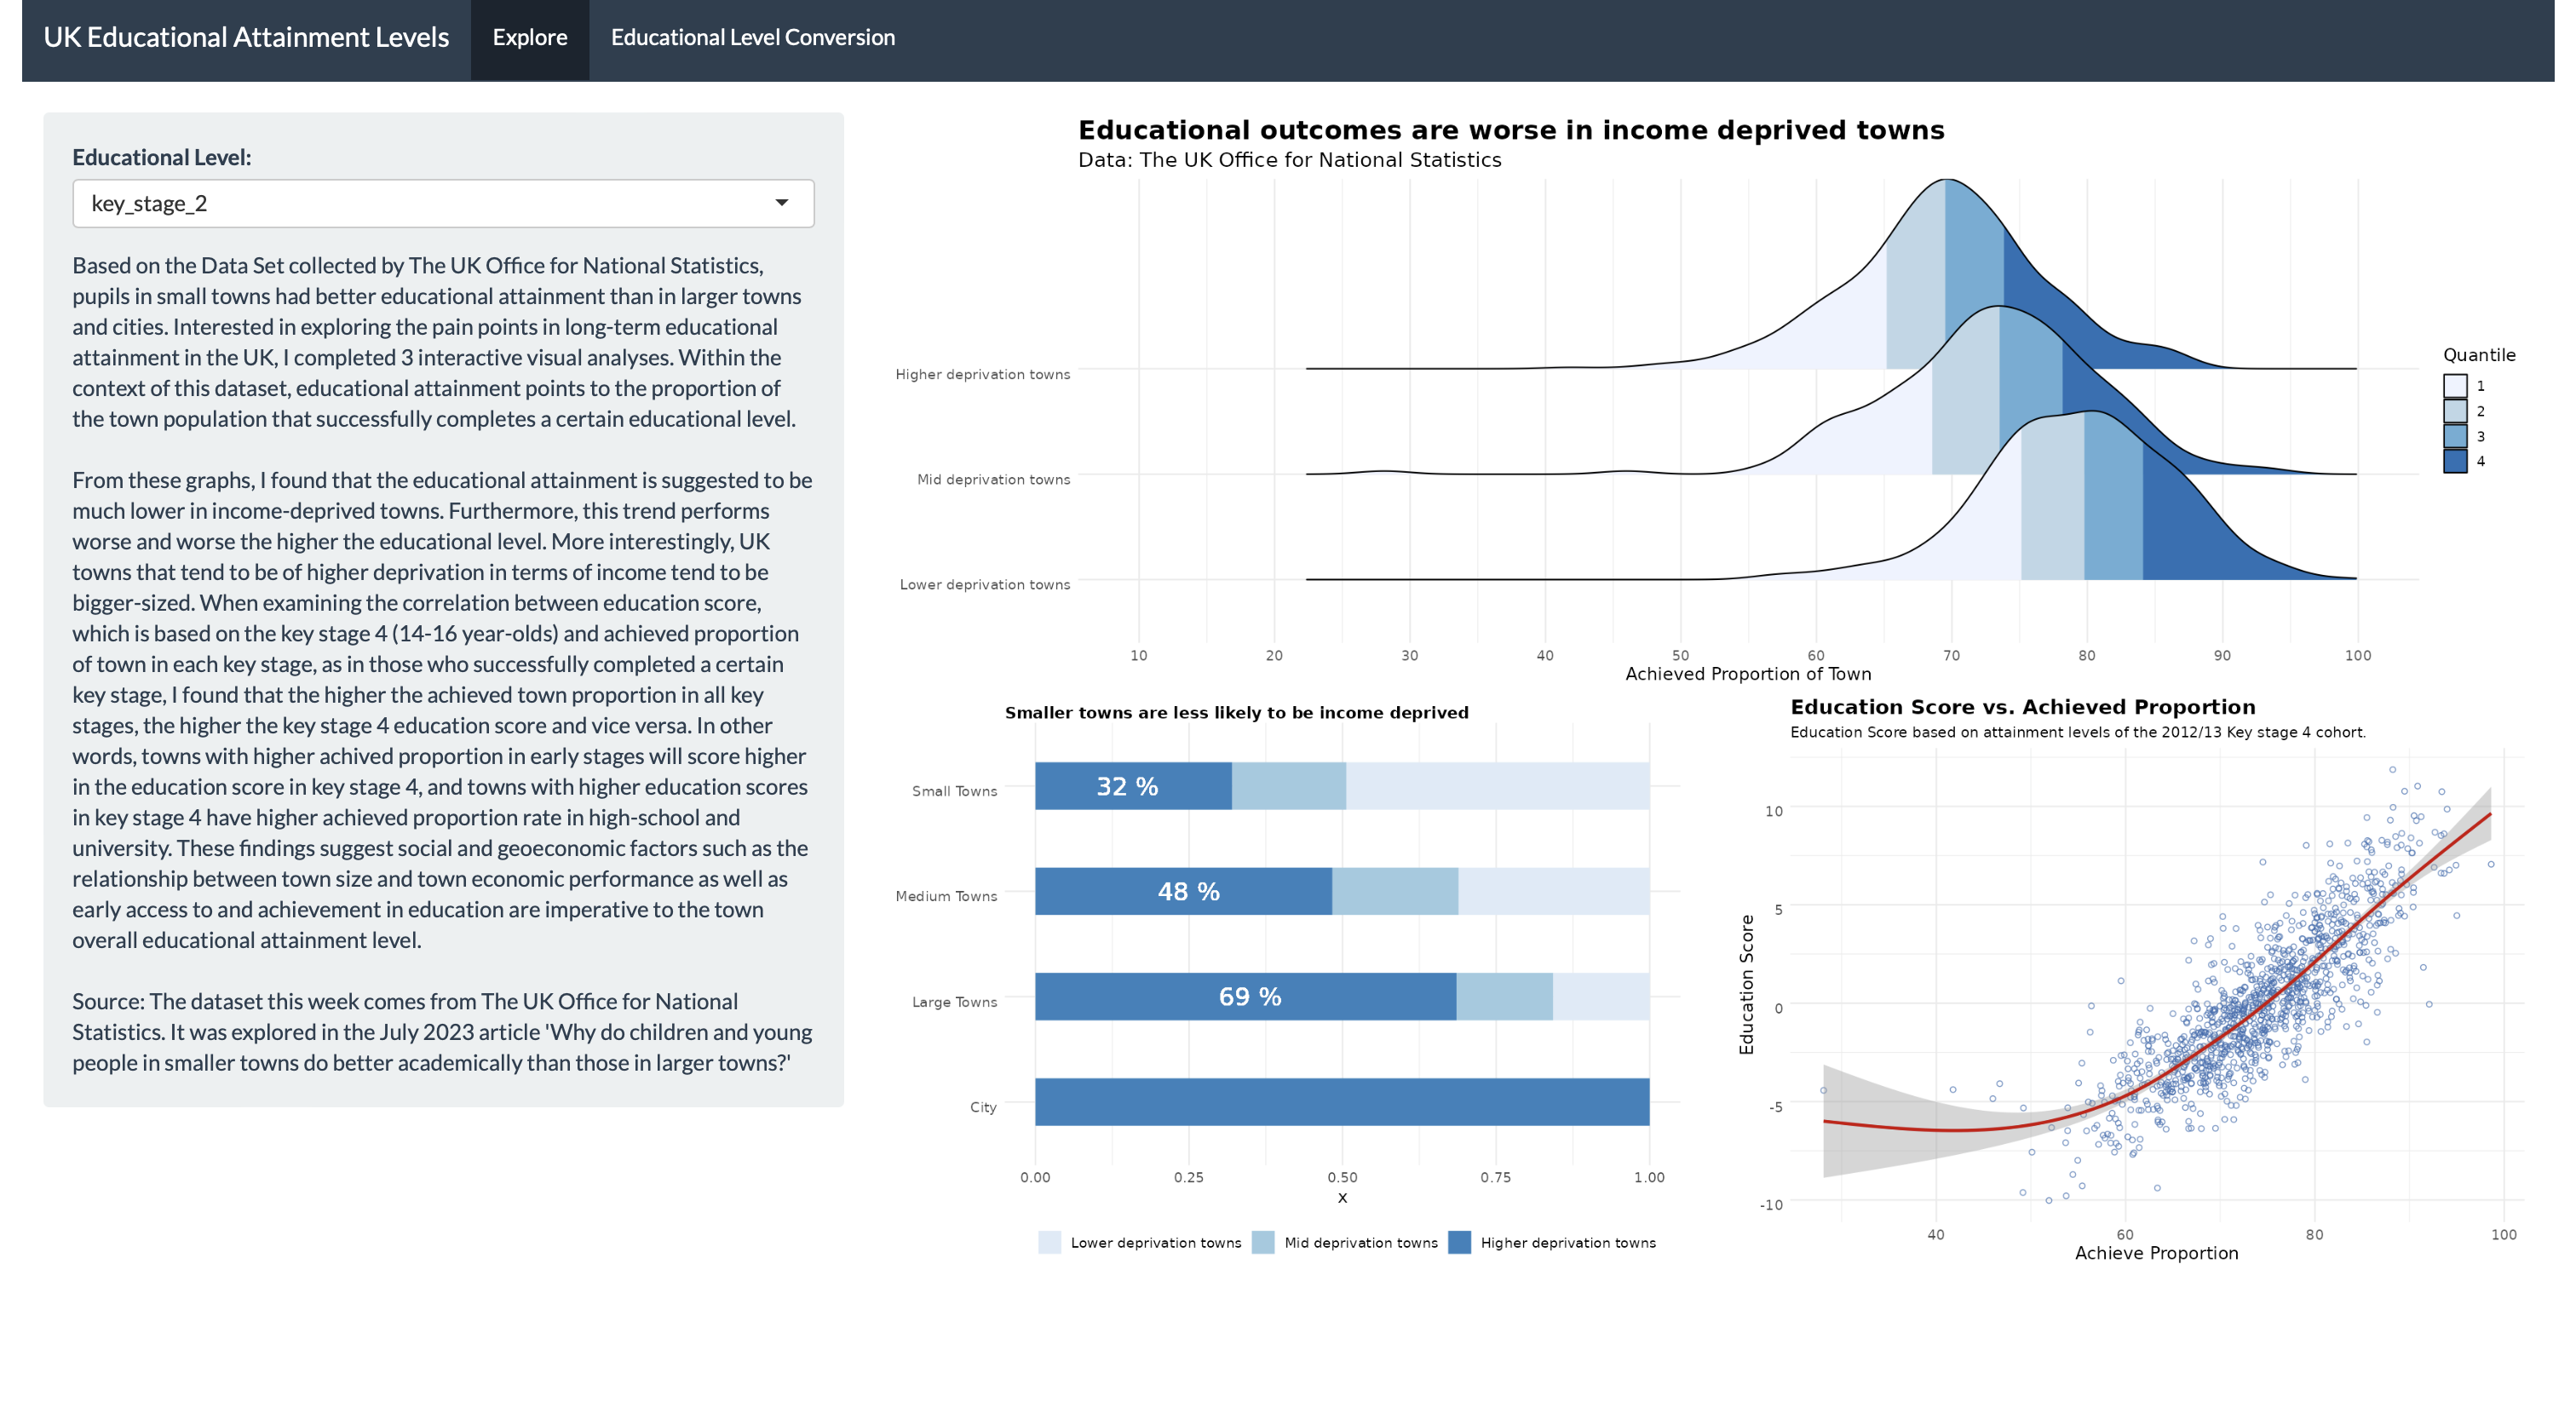 UK Educational Attainment Levels
Explore
Educational Level Conversion
Educational Level:
key_stage_2
Based on the Data Set collected by The UK Office for National Statistics,
pupils in small towns had better educational attainment than in larger towns
and cities. Interested in exploring the pain points in long-term educational
attainment in the UK, I completed 3 interactive visual analyses. Within the
context of this dataset, educational attainment points to the proportion of
the town population that successfully completes a certain educational level.
From these graphs, I found that the educational attainment is suggested to be
much lower in income-deprived towns. Furthermore, this trend performs
worse and worse the higher the educational level. More interestingly, UK
towns that tend to be of higher deprivation in terms of income tend to be
bigger-sized. When examining the correlation between education score,
which is based on the key stage 4 (14-16 year-olds) and achieved proportion
of town in each key stage, as in those who successfully completed a certain
key stage, I found that the higher the achieved town proportion in all key
stages, the higher the key stage 4 education score and vice versa. In other
words, towns with higher achived proportion in early stages will score higher
in the education score in key stage 4, and towns with higher education scores
in key stage 4 have higher achieved proportion rate in high-school and
university. These findings suggest social and geoeconomic factors such as the
relationship between town size and town economic performance as well as
early access to and achievement in education are imperative to the town
overall educational attainment level.
Source: The dataset this week comes from The UK Office for National
Statistics. It was explored in the July 2023 article 'Why do children and young
people in smaller towns do better academically than those in larger towns?'
Educational outcomes are worse in income deprived towns
Data: The UK Office for National Statistics
Higher deprivation towns
Mid deprivation towns
Lower deprivation towns
10 20 30 40 50 60 70 80 90 100
Achieved Proportion of Town
Quantile
1
2
3
4
Smaller towns are less likely to be income deprived
Small Towns 32 %
Medium Towns 48 %
Large Towns 69 %
City
0.00 0.25 0.50 0.75 1.00
x
Lower deprivation towns Mid deprivation towns Higher deprivation towns
Education Score vs. Achieved Proportion
Education Score based on attainment levels of the 2012/13 Key stage 4 cohort.
Education Score
10
5
0
-5
-10
40 60 80 100
Achieve Proportion